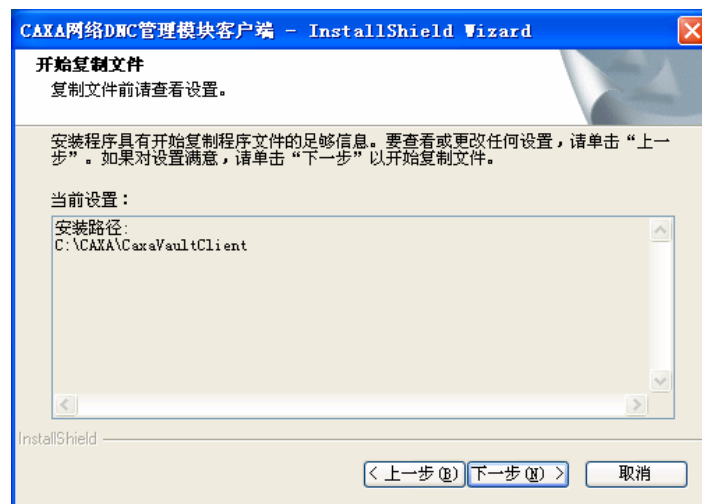 CAXA网络DNC管理模块客户端 - InstallShield Wizard
开始复制文件
复制文件前请查看设置。
安装程序具有开始复制程序文件的足够信息。要查看或更改任何设置，请单击“上一
步”。如果对设置满意，请单击“下一步”以开始复制文件。
当前设置：
安装路径:
C:\CAXA\CaxaVaultClient
InstallShield
< 上一步(B) 下一步(N) > 取消